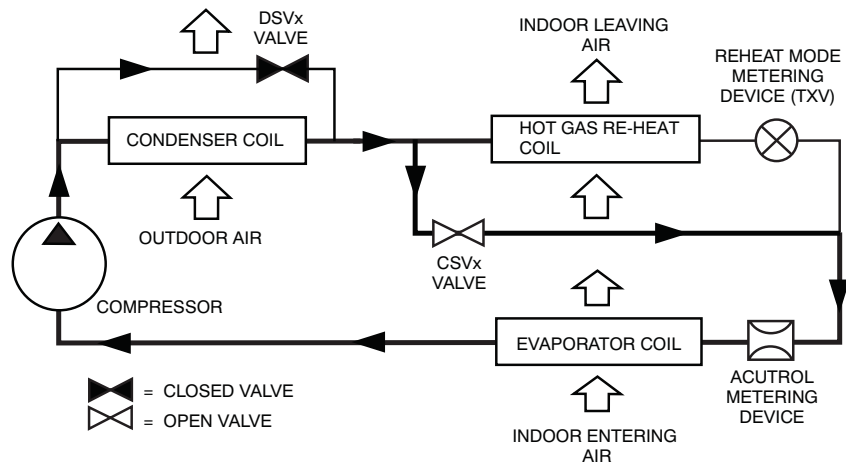 DSVx
VALVE
INDOOR LEAVING
AIR
REHEAT MODE
METERING
DEVICE (TXV)
CONDENSER COIL
HOT GAS RE-HEAT
COIL
OUTDOOR AIR
CSVx
VALVE
COMPRESSOR
EVAPORATOR COIL
ACUTROL
METERING
DEVICE
= CLOSED VALVE
= OPEN VALVE
INDOOR ENTERING
AIR